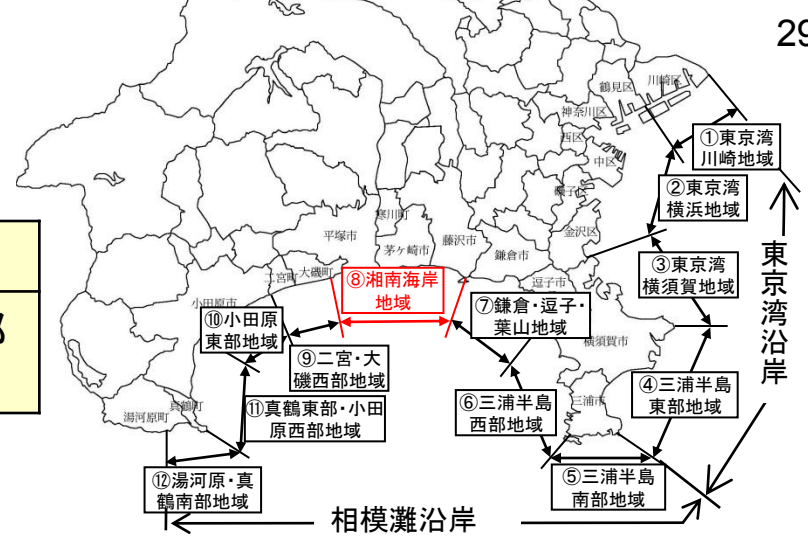 29
川崎区
鶴見区
神奈川区
西区
中区
磯子区
金沢区
①東京湾
川崎地域
②東京湾
横浜地域
③東京湾
横須賀地域
東京湾沿岸
寒川町
平塚市
茅ヶ崎市
藤沢市
鎌倉市
逗子市
二宮町
大磯町
小田原市
⑧湘南海岸
地域
⑦鎌倉・逗子・
葉山地域
横須賀市
⑩小田原
東部地域
⑨二宮・大
磯西部地域
部
④三浦半島
東部地域
⑥三浦半島
西部地域
三浦市
真鶴町
湯河原町
⑪真鶴東部・小田
原西部地域
⑤三浦半島
南部地域
⑫湯河原・真
鶴南部地域
相模灘沿岸